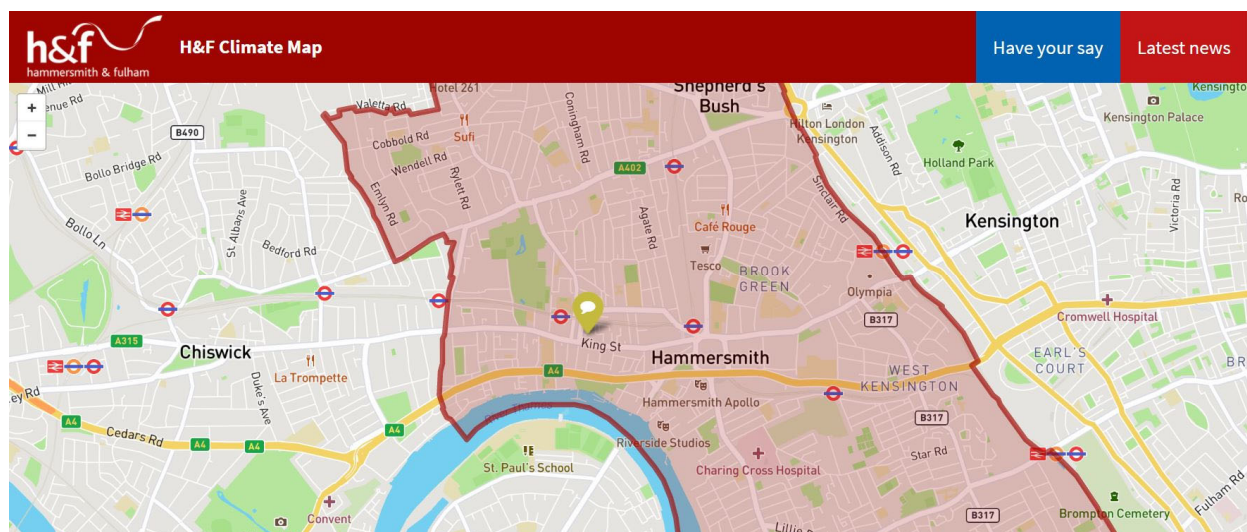 h&f
hammersmith & fulham
H&F Climate Map
Have your say
Latest news
+
−
Hotel 261
Shepherd's
Bush
Valetta Rd
B490
Cobbold Rd
Sufi
Coningham Rd
Hilton London
Kensington
Addison Rd
Kensington Palace
Kensington
Bollo Bridge Rd
Wendell Rd
Rylett Rd
A402
Holland Park
Emlyn Rd
St. Albans Ave
Agate Rd
Sinclair Rd
Victoria Rd
Café Rouge
Kensington
Bollo Ln
Bedford Rd
Tesco
BROOK
GREEN
Olympia
Cromwell Hospital
B317
A315
Chiswick
King St
Hammersmith
EARL'S
COURT
La Trompette
A4
WEST
KENSINGTON
Duke's Ave
Hammersmith Apollo
River Thames
B317
A4
Cedars Rd
A4
A4
A4
Riverside Studios
Star Rd
St. Paul's School
Charing Cross Hospital
Convent
Brompton Cemetery
Fulham Rd